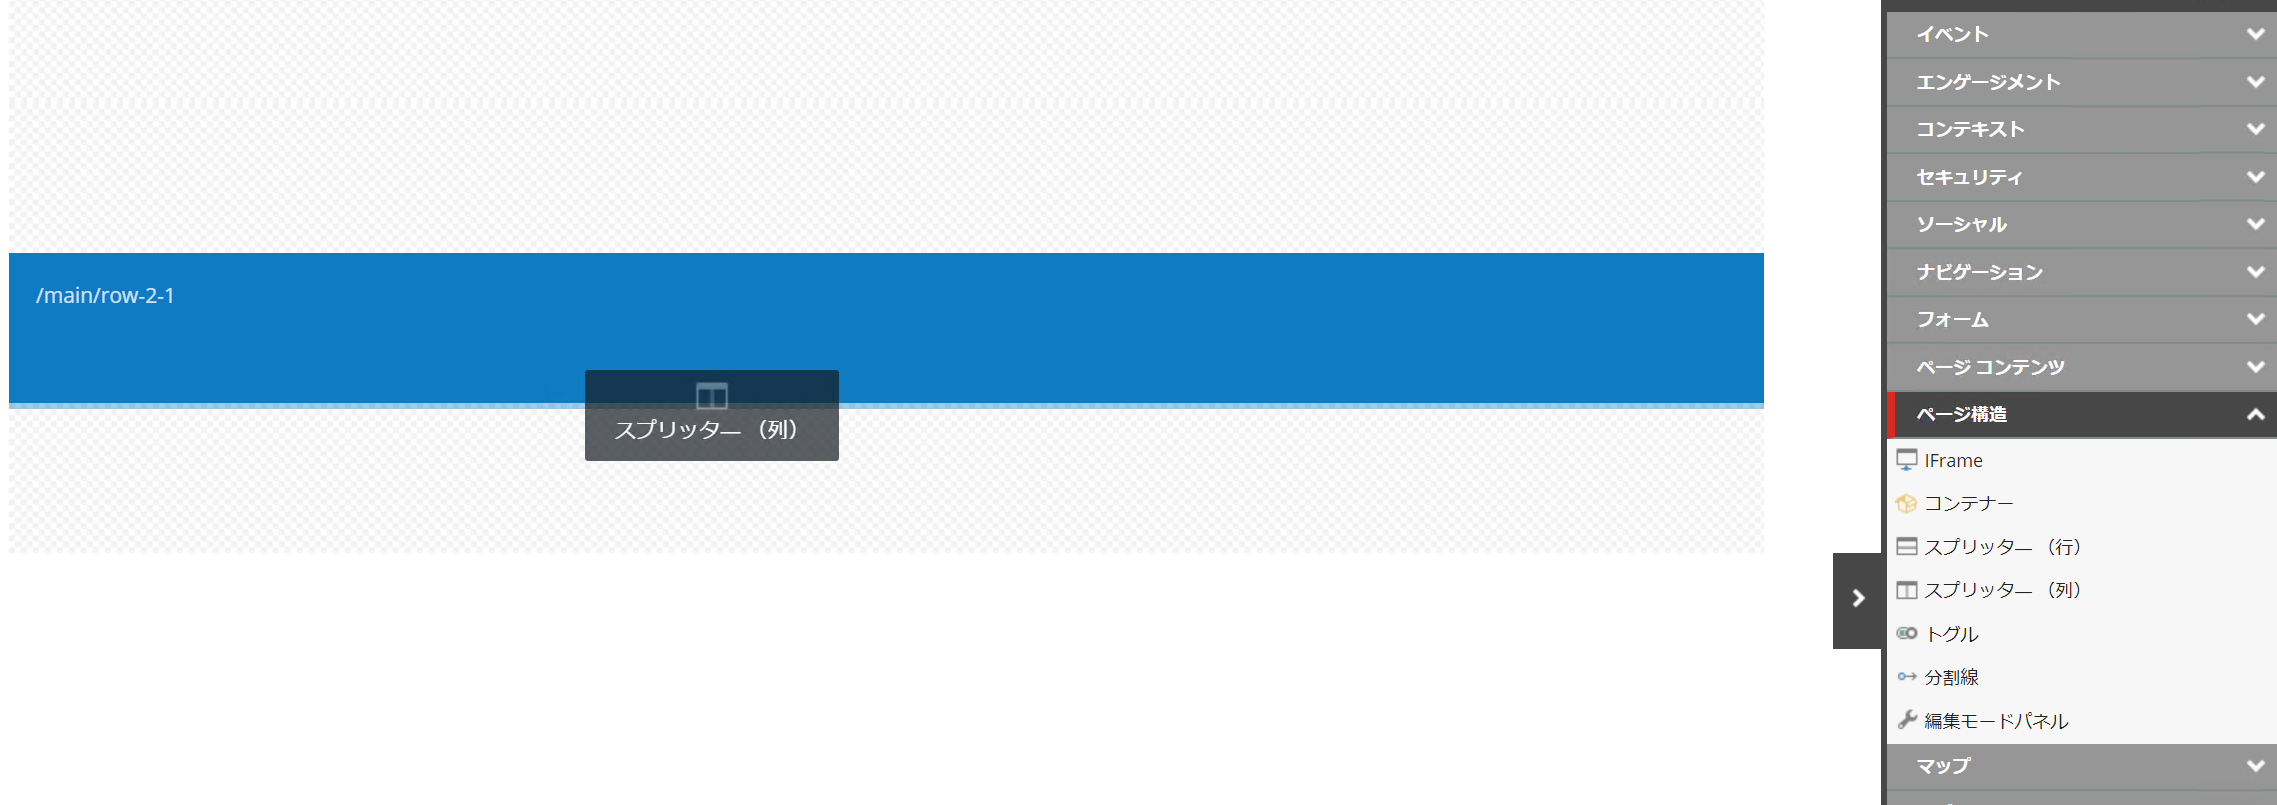 /main/row-2-1
スプリッター （列）
イベント
エンゲージメント
コンテキスト
セキュリティ
ソーシャル
ナビゲーション
フォーム
ページ コンテンツ
ページ構造
IFrame
コンテナー
スプリッター （行）
スプリッター （列）
トグル
分割線
編集モードパネル
マップ